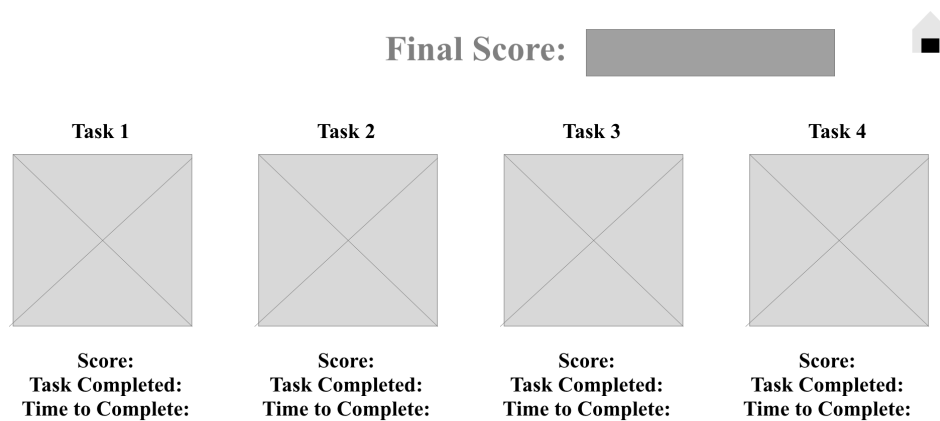 Final Score:
Task 1
Task 2
Task 3
Task 4
Score:
Task Completed:
Time to Complete:
Score:
Task Completed:
Time to Complete:
Score:
Task Completed:
Time to Complete:
Score:
Task Completed:
Time to Complete: